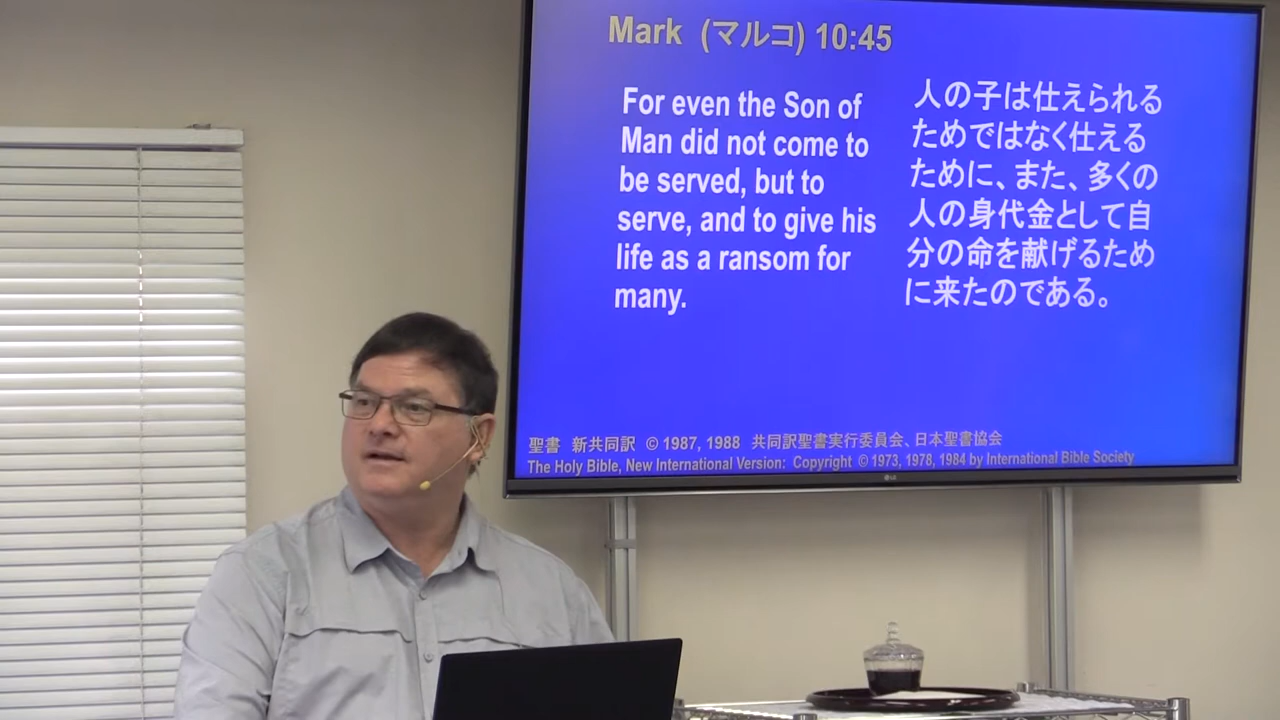 Mark (マルコ) 10:45
For even the Son of
Man did not come to
be served, but to
serve, and to give his
life as a ransom for
many.
人の子は仕えられる
ためではなく仕える
ために、また、多くの
人の身代金として自
分の命を献げるため
に来たのである。
聖書 新共同訳 © 1987, 1988 共同訳聖書実行委員会、日本聖書協会
The Holy Bible, New International Version: Copyright © 1973, 1978, 1984 by International Bible Society
LG